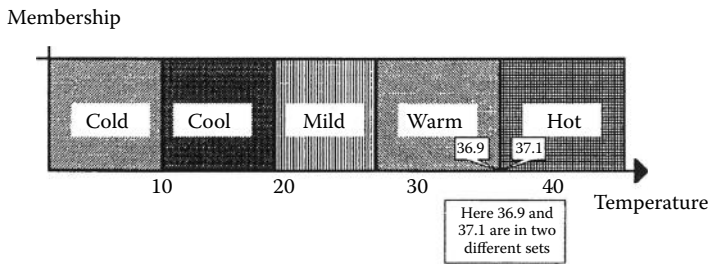 Membership
Cold Cool Mild Warm Hot
36.9 37.1
10 20 30 40
Temperature
Here 36.9 and
37.1 are in two
different sets